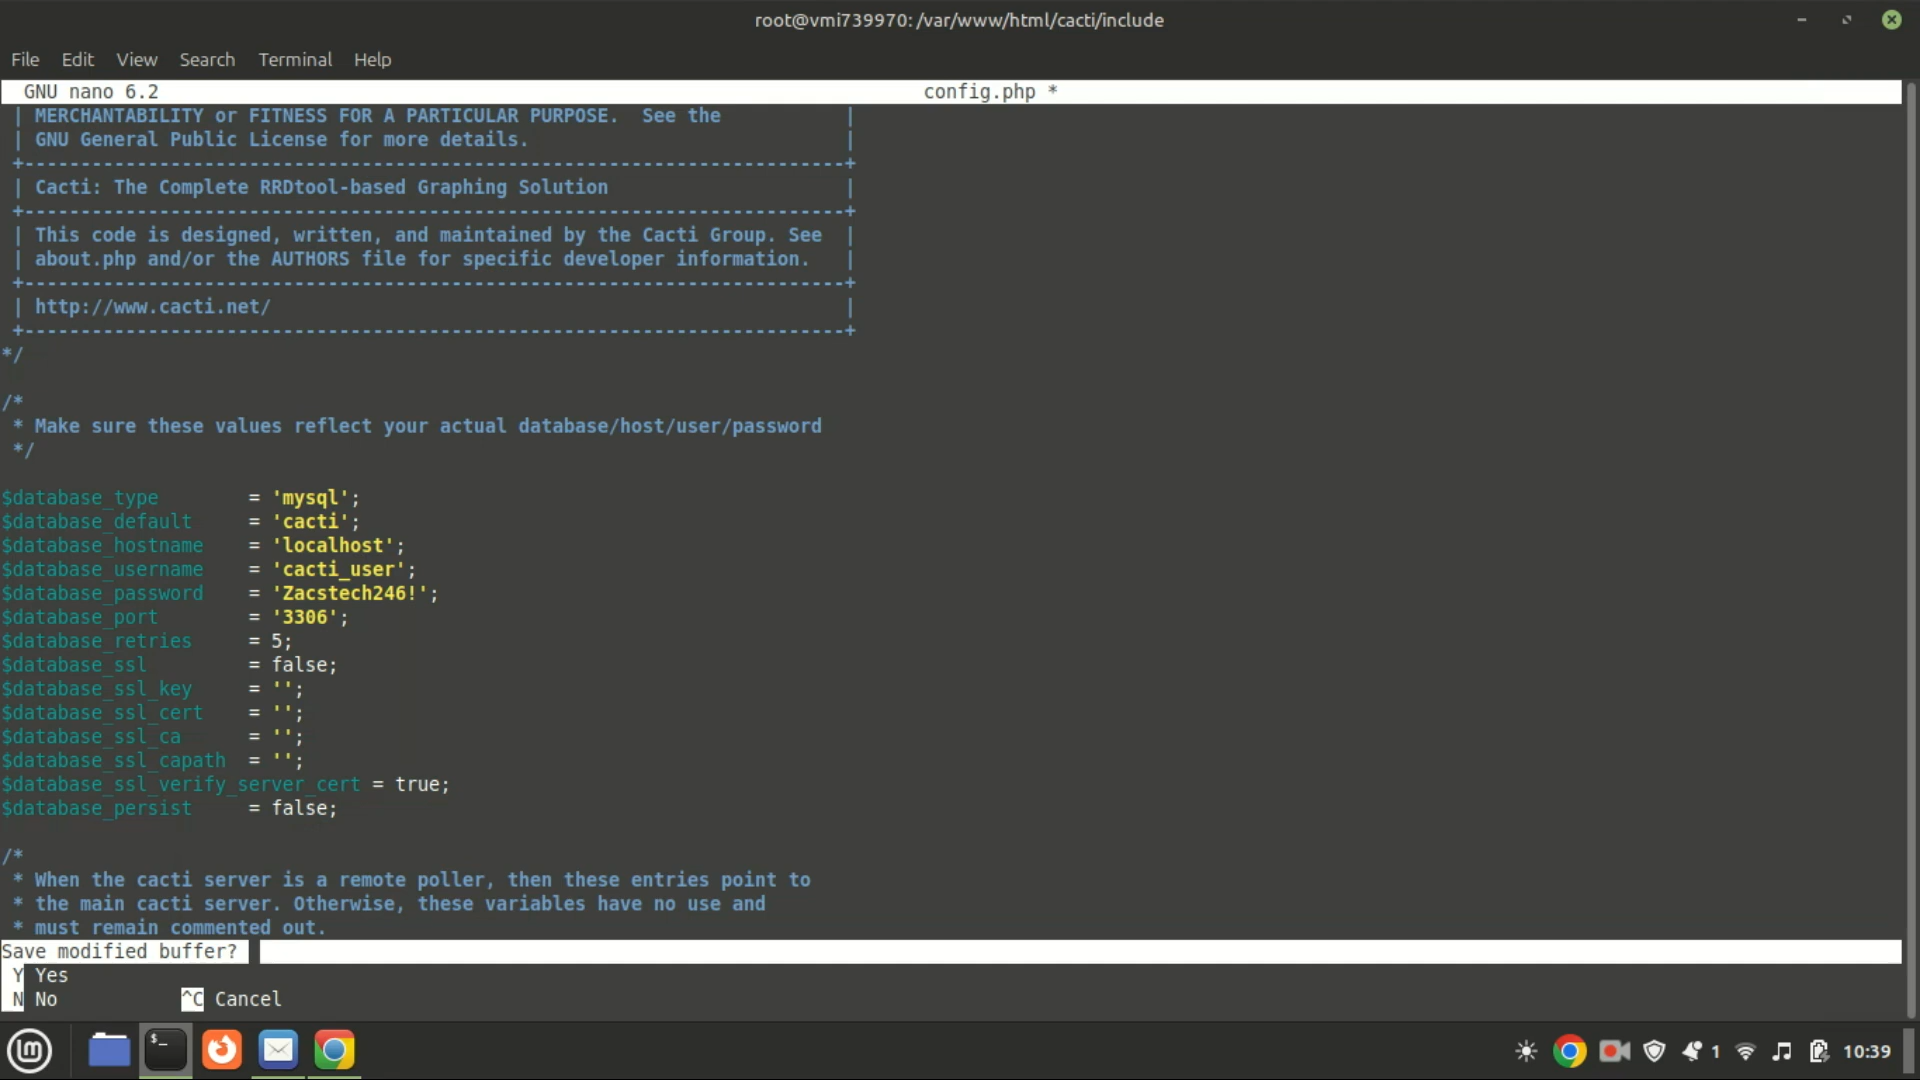 root@vmi739970: /var/www/html/cacti/include
File Edit View Search Terminal Help
GNU nano 6.2 config.php *
| MERCHANTABILITY or FITNESS FOR A PARTICULAR PURPOSE.  See the |
| GNU General Public License for more details. |
+-------------------------------------------------------------------------+
| Cacti: The Complete RRDtool-based Graphing Solution |
+-------------------------------------------------------------------------+
| This code is designed, written, and maintained by the Cacti Group. See |
| about.php and/or the AUTHORS file for specific developer information. |
+-------------------------------------------------------------------------+
| http://www.cacti.net/ |
+-------------------------------------------------------------------------+
*/
/*
* Make sure these values reflect your actual database/host/user/password
*/
$database_type = 'mysql';
$database_default = 'cacti';
$database_hostname = 'localhost';
$database_username = 'cacti_user';
$database_password = 'Zacstech246!';
$database_port = '3306';
$database_retries = 5;
$database_ssl = false;
$database_ssl_key = '';
$database_ssl_cert = '';
$database_ssl_ca = '';
$database_ssl_capath = '';
$database_ssl_verify_server_cert = true;
$database_persist = false;
/*
* When the cacti server is a remote poller, then these entries point to
* the main cacti server. Otherwise, these variables have no use and
* must remain commented out.
Save modified buffer?
Y Yes
N No ^C Cancel
$_ 1 10:39